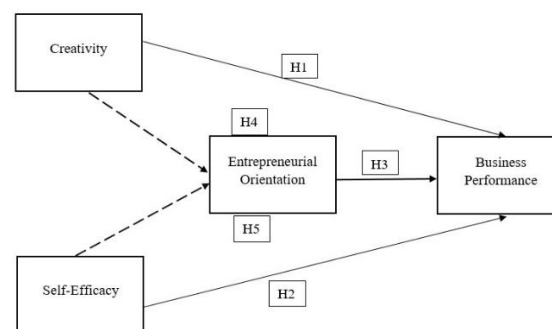 Creativity
H1
H4
Entrepreneurial
Orientation
H3
Business
Performance
H5
Self-Efficacy
H2